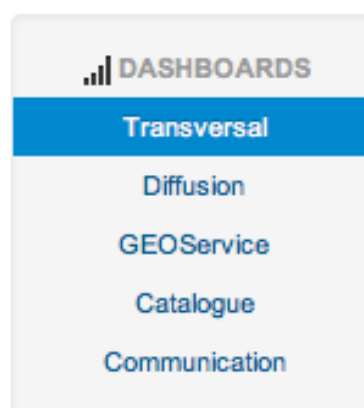 DASHBOARDS
Transversal
Diffusion
GEOService
Catalogue
Communication